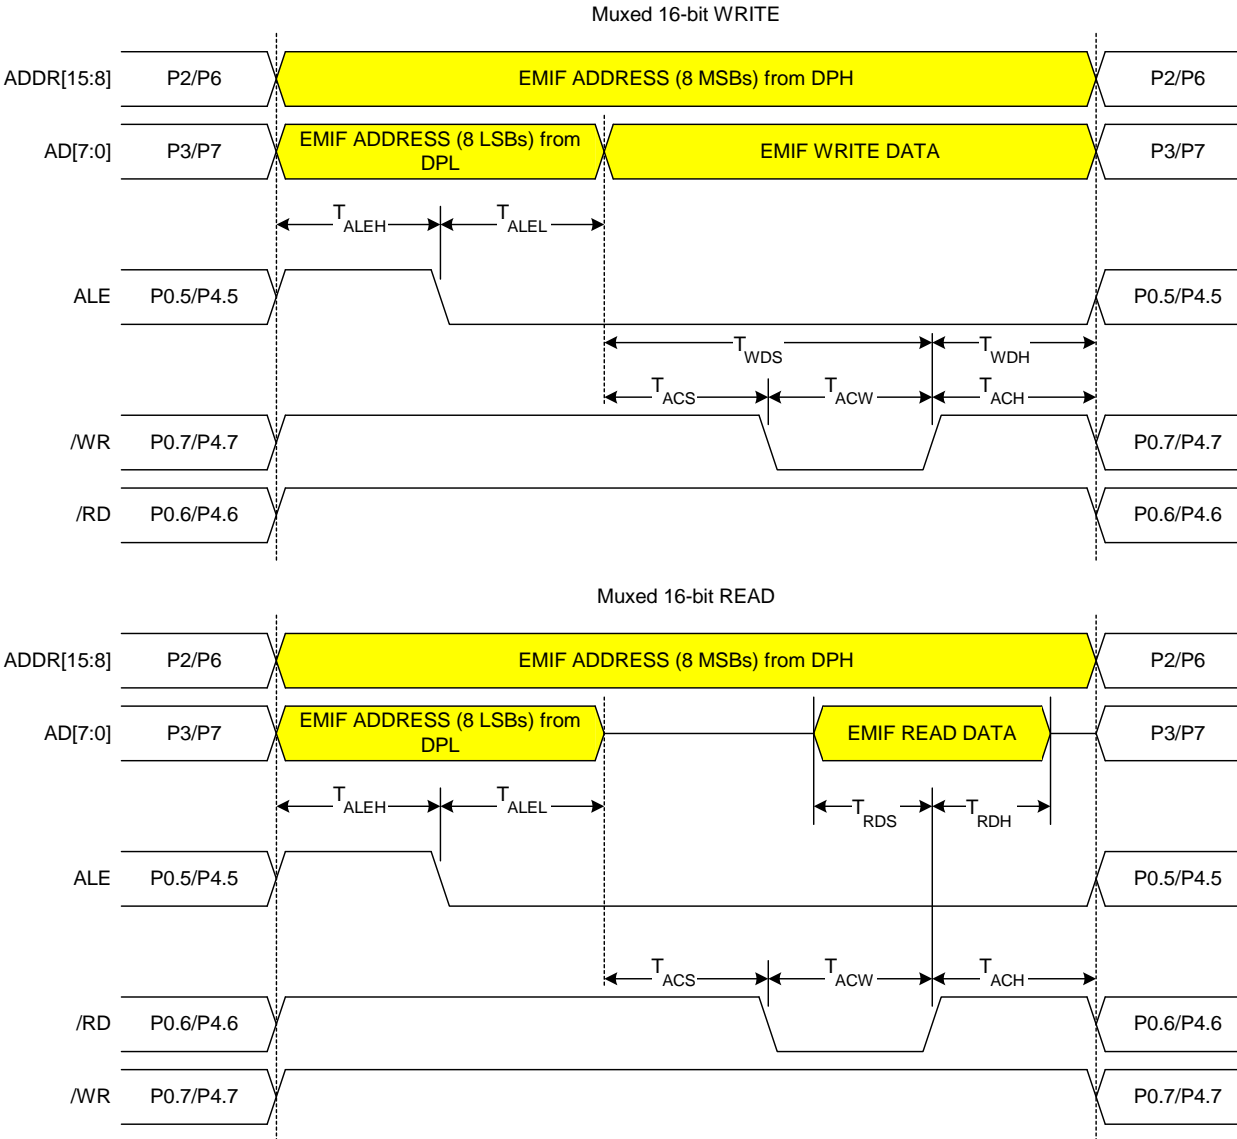 Muxed 16-bit WRITE
ADDR[15:8] P2/P6 EMIF ADDRESS (8 MSBs) from DPH P2/P6
AD[7:0] P3/P7 EMIF ADDRESS (8 LSBs) from
DPL EMIF WRITE DATA P3/P7
TALEH TALEL
ALE P0.5/P4.5 P0.5/P4.5
TWDS TWDH
TACS TACW TACH
/WR P0.7/P4.7 P0.7/P4.7
/RD P0.6/P4.6 P0.6/P4.6
Muxed 16-bit READ
ADDR[15:8] P2/P6 EMIF ADDRESS (8 MSBs) from DPH P2/P6
AD[7:0] P3/P7 EMIF ADDRESS (8 LSBs) from
DPL EMIF READ DATA P3/P7
TALEH TALEL TRDS TRDH
ALE P0.5/P4.5 P0.5/P4.5
TACS TACW TACH
/RD P0.6/P4.6 P0.6/P4.6
/WR P0.7/P4.7 P0.7/P4.7